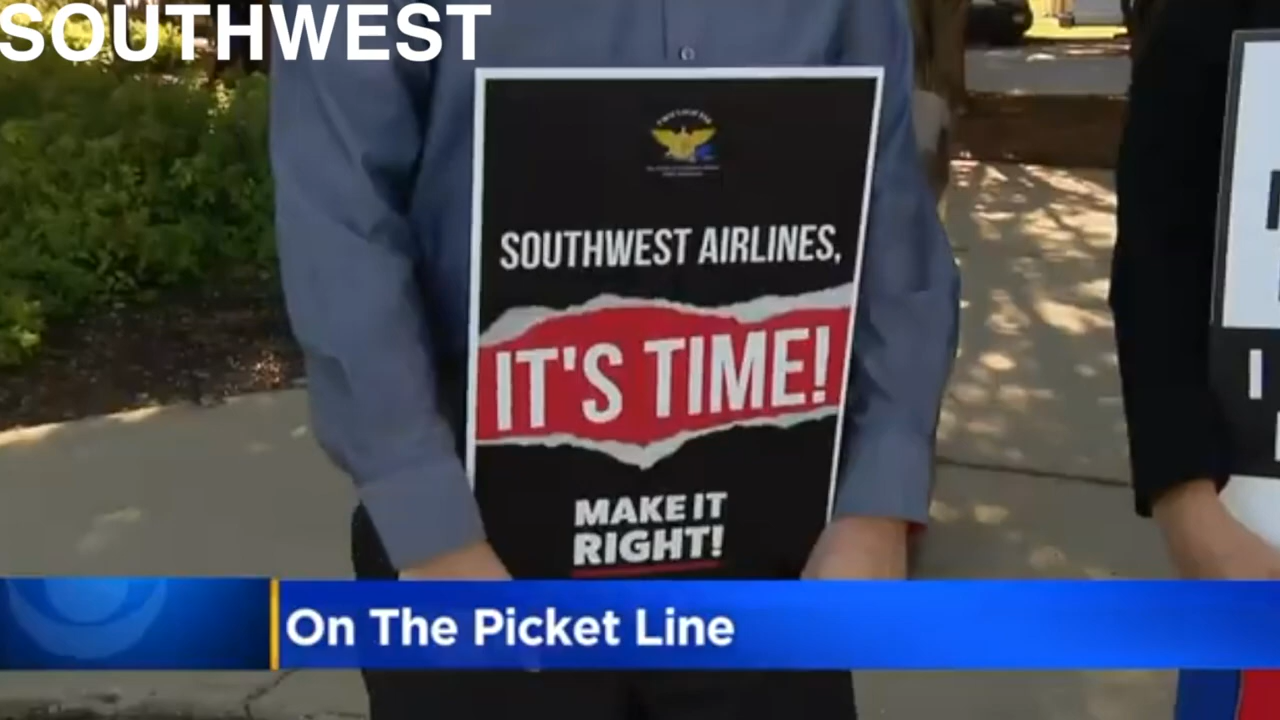 SOUTHWEST
SOUTHWEST AIRLINES,
IT'S TIME!
MAKE IT
RIGHT!
On The Picket Line